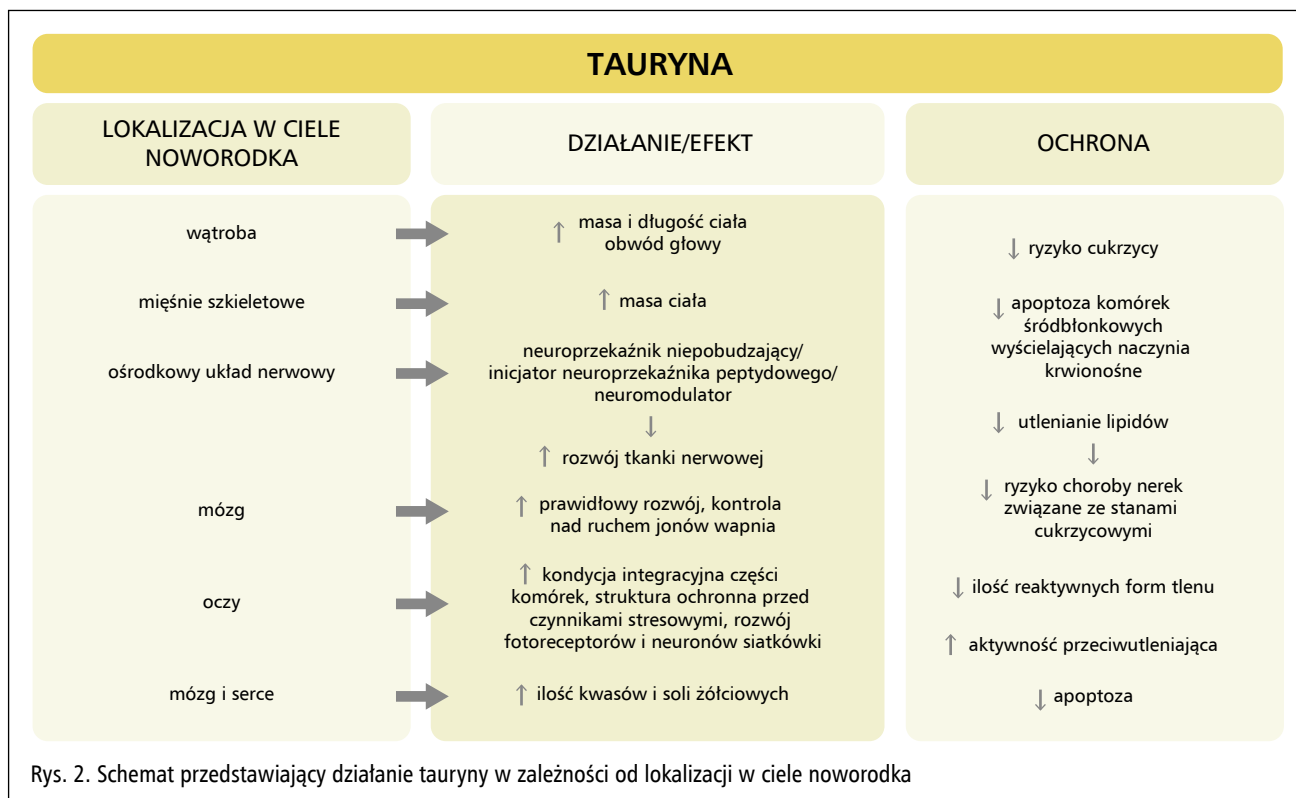 TAURYNA
LOKALIZACJA W CIELE
NOWORODKA
DZIAŁANIE/EFEKT
OCHRONA
wątroba
↑ masa i długość ciała
obwód głowy
mięśnie szkieletowe
↑ masa ciała
ośrodkowy układ nerwowy
neuroprzekaźnik niepobudzający/
inicjator neuroprzekaźnika peptydowego/
neuromodulator
↓
↑ rozwój tkanki nerwowej
mózg
↑ prawidłowy rozwój, kontrola
nad ruchem jonów wapnia
oczy
↑ kondycja integracyjna części
komórek, struktura ochronna przed
czynnikami stresowymi, rozwój
fotoreceptorów i neuronów siatkówki
mózg i serce
↑ ilość kwasów i soli żółciowych
↓ ryzyko cukrzycy
↓ apoptoza komórek
śródbłonkowych
wyścielających naczynia
krwionośne
↓ utlenianie lipidów
↓
↓ ryzyko choroby nerek
związane ze stanami
cukrzycowymi
↓ ilość reaktywnych form tlenu
↑ aktywność przeciwutleniająca
↓ apoptoza
Rys. 2. Schemat przedstawiający działanie tauryny w zależności od lokalizacji w ciele noworodka